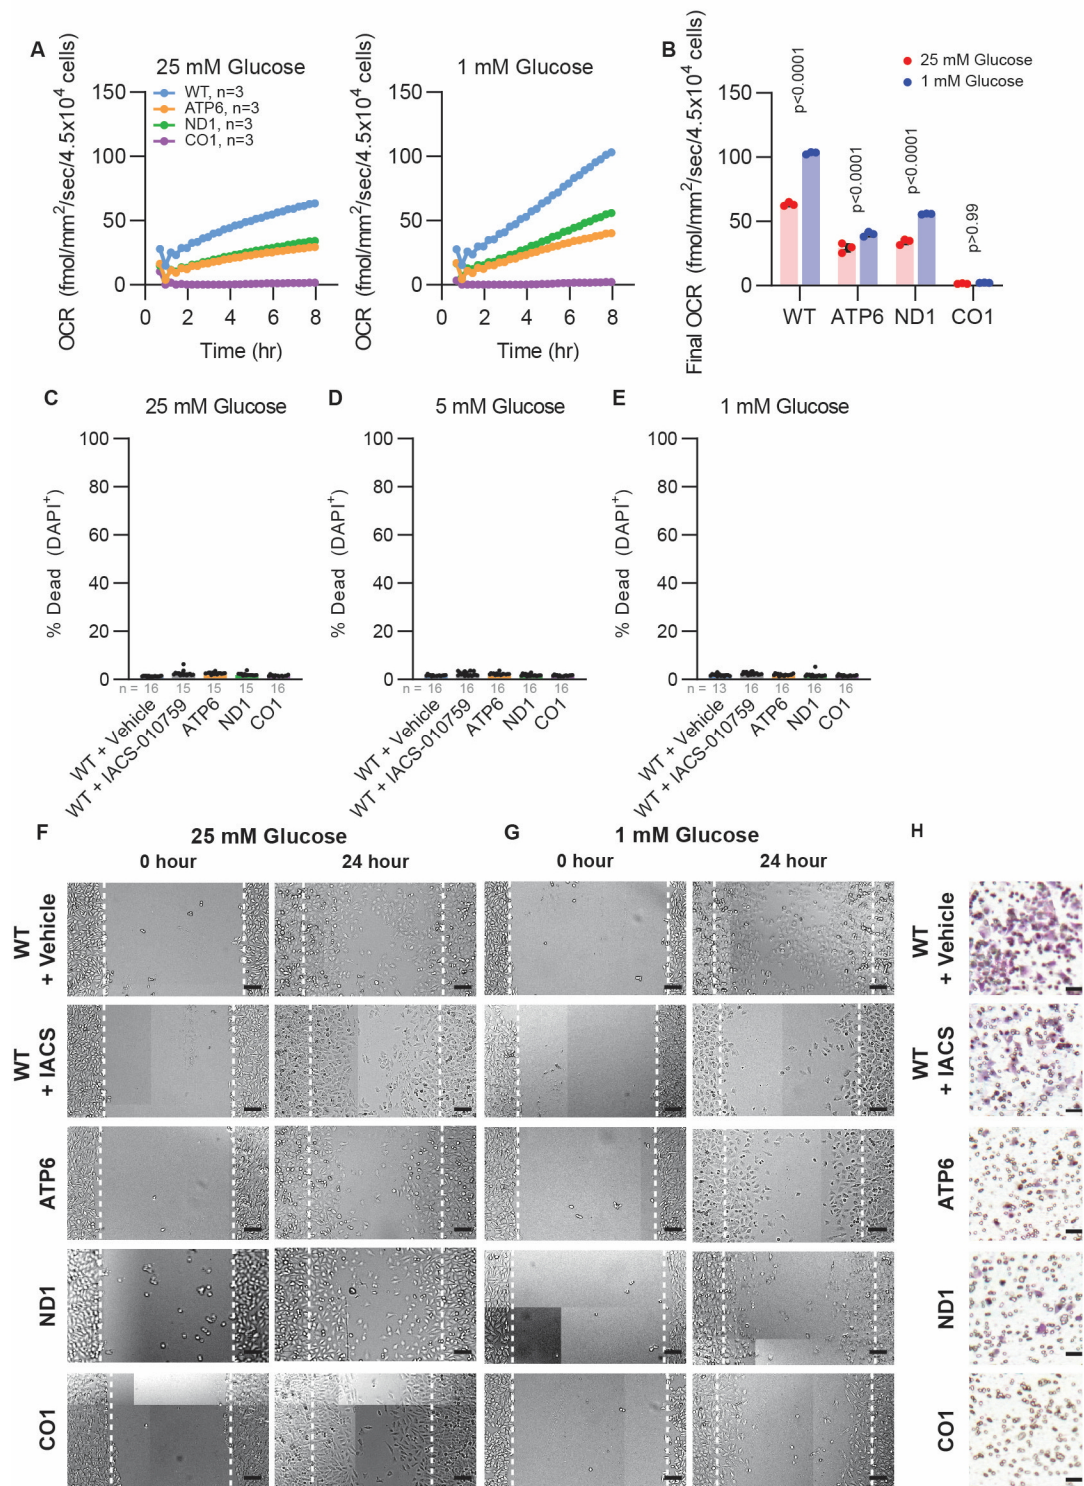 A
25 mM Glucose
OCR (fmol/mm²/sec/4.5x10⁴ cells)
150
100
50
0
WT, n=3
ATP6, n=3
ND1, n=3
CO1, n=3
0 2 4 6 8
Time (hr)
1 mM Glucose
OCR (fmol/mm²/sec/4.5x10⁴ cells)
150
100
50
0
0 2 4 6 8
Time (hr)
B
25 mM Glucose
1 mM Glucose
Final OCR (fmol/mm²/sec/4.5x10⁴ cells)
150
100
50
0
p<0.0001
p<0.0001
p<0.0001
p>0.99
WT ATP6 ND1 CO1
C
25 mM Glucose
% Dead (DAPI⁺)
100
80
60
40
20
0
n = 16 15 15 15 16
WT + Vehicle
WT + IACS-010759
ATP6
ND1
CO1
D
5 mM Glucose
% Dead (DAPI⁺)
100
80
60
40
20
0
n = 16 16 16 16 16
WT + Vehicle
WT + IACS-010759
ATP6
ND1
CO1
E
1 mM Glucose
% Dead (DAPI⁺)
100
80
60
40
20
0
n = 13 16 16 16 16
WT + Vehicle
WT + IACS-010759
ATP6
ND1
CO1
F
25 mM Glucose
0 hour 24 hour
G
1 mM Glucose
0 hour 24 hour
H
WT
+ Vehicle
WT
+ IACS
ATP6
ND1
CO1
WT
+ Vehicle
WT
+ IACS
ATP6
ND1
CO1